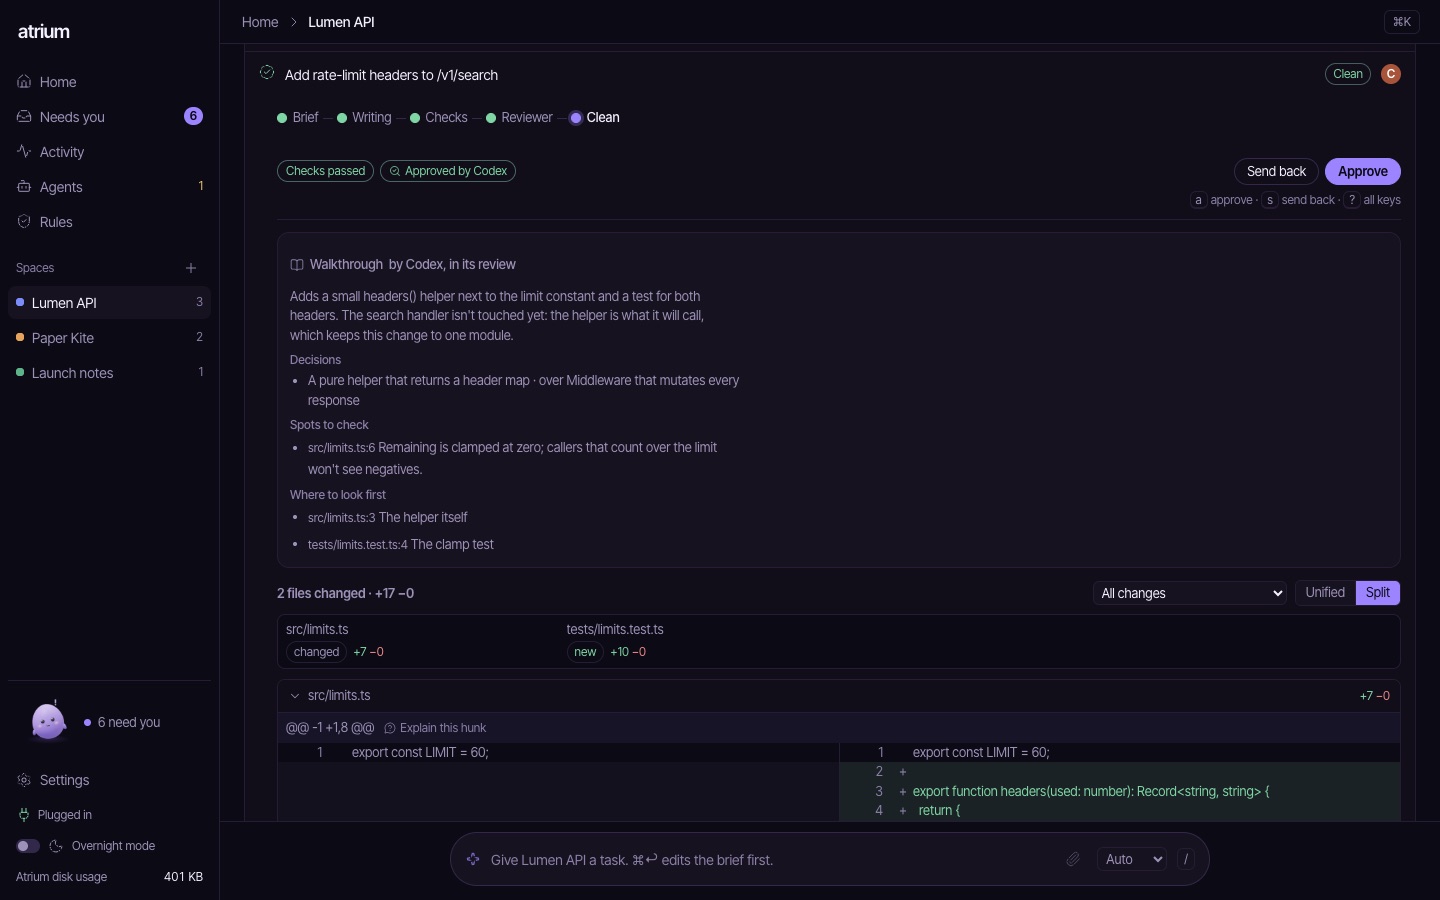 atrium
Home
Needs you 6
Activity
Agents 1
Rules
Spaces
Lumen API 3
Paper Kite 2
Launch notes 1
6 need you
Settings
Plugged in
Overnight mode
Atrium disk usage 401 KB
Home Lumen API ⌘K
Add rate-limit headers to /v1/search Clean C
Brief Writing Checks Reviewer Clean
Checks passed Approved by Codex Send back Approve
a approve · s send back · ? all keys
Walkthrough by Codex, in its review
Adds a small headers() helper next to the limit constant and a test for both
headers. The search handler isn't touched yet: the helper is what it will call,
which keeps this change to one module.
Decisions
• A pure helper that returns a header map · over Middleware that mutates every
response
Spots to check
• src/limits.ts:6 Remaining is clamped at zero; callers that count over the limit
won't see negatives.
Where to look first
• src/limits.ts:3 The helper itself
• tests/limits.test.ts:4 The clamp test
2 files changed · +17 −0 All changes Unified Split
src/limits.ts tests/limits.test.ts
changed +7 −0 new +10 −0
src/limits.ts +7 −0
@@ -1 +1,8 @@ Explain this hunk
1 export const LIMIT = 60; 1 export const LIMIT = 60;
2 +
3 + export function headers(used: number): Record<string, string> {
4 + return {
Give Lumen API a task. ⌘↩ edits the brief first. Auto /